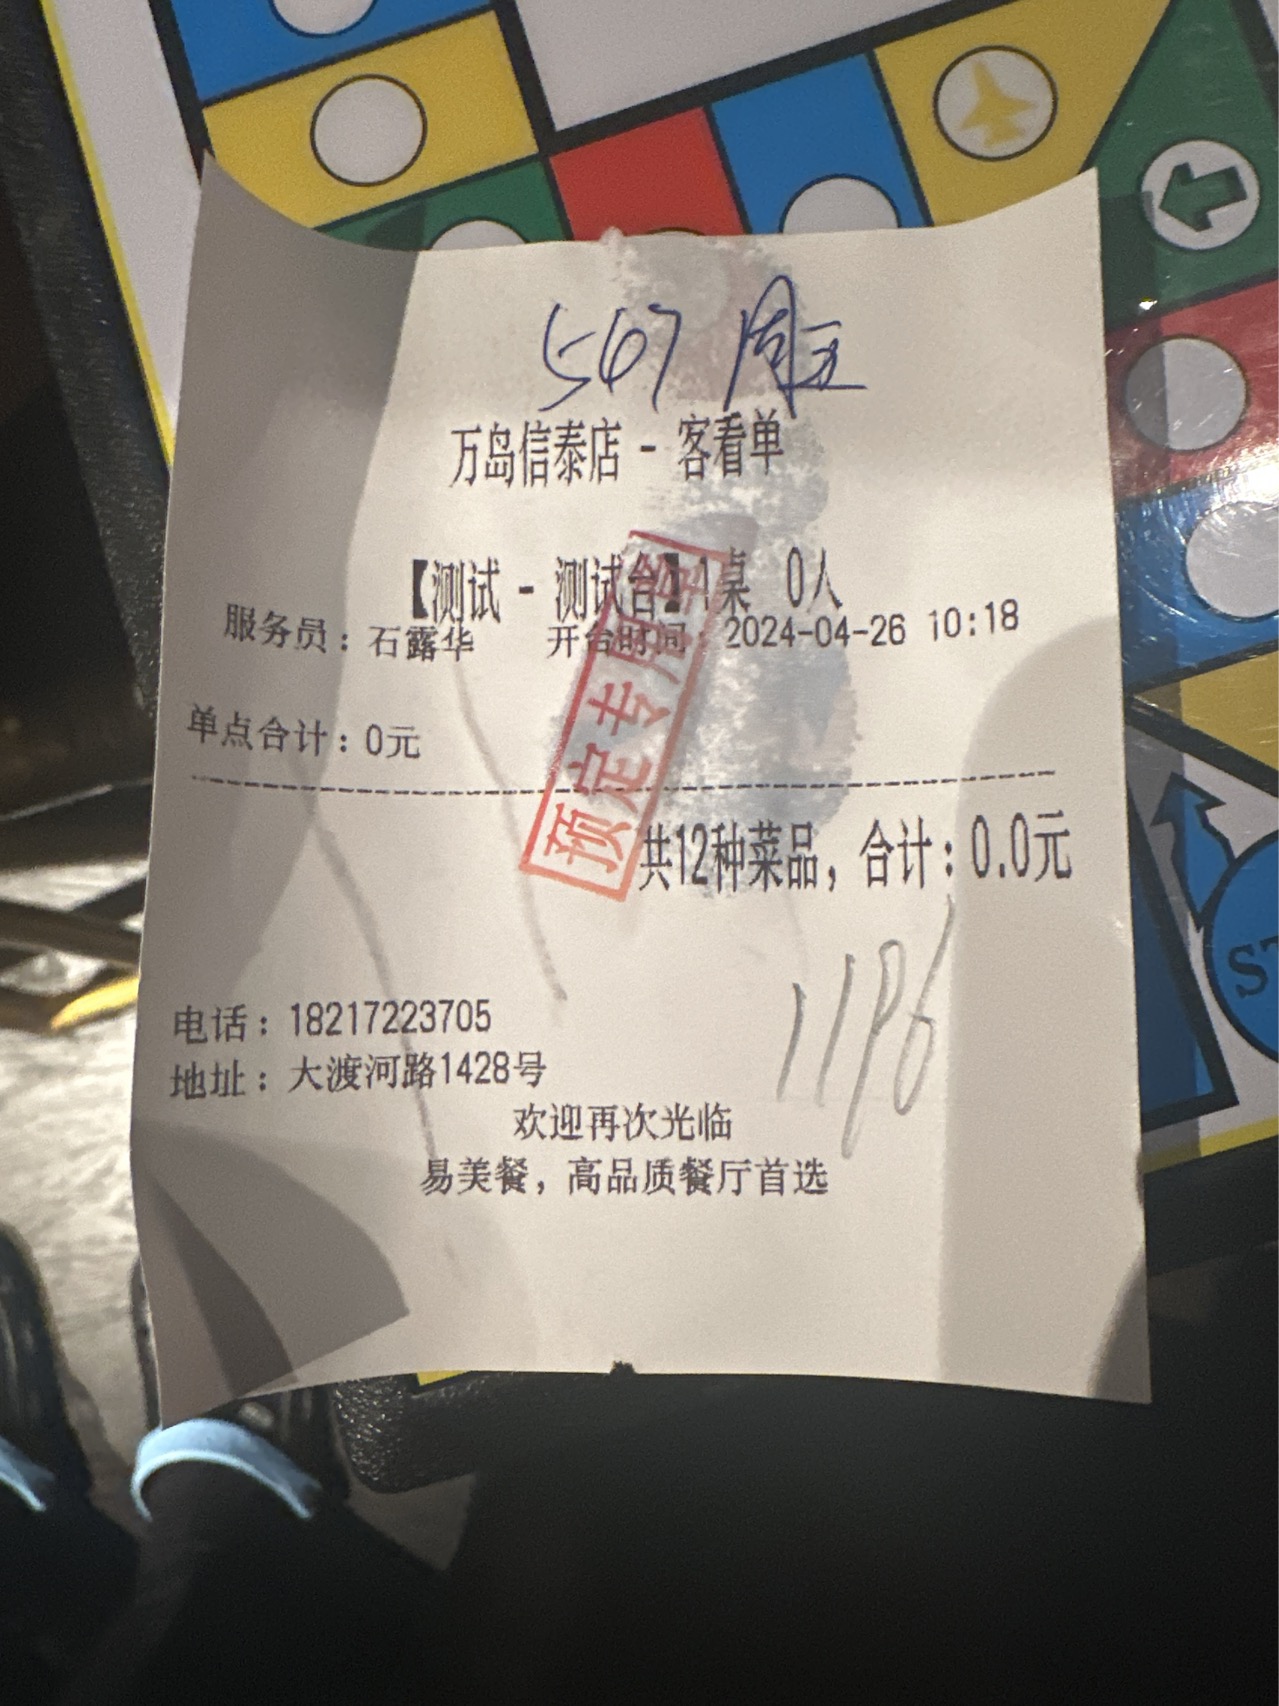 567 周五
万岛信泰店 - 客看单
【测试 - 测试台】1桌 0人
服务员：石露华 开台时间：2024-04-26 10:18
单点合计：0元
预定专用章
共12种菜品，合计：0.0元
1196
电话：18217223705
地址：大渡河路1428号
欢迎再次光临
易美餐，高品质餐厅首选
ST